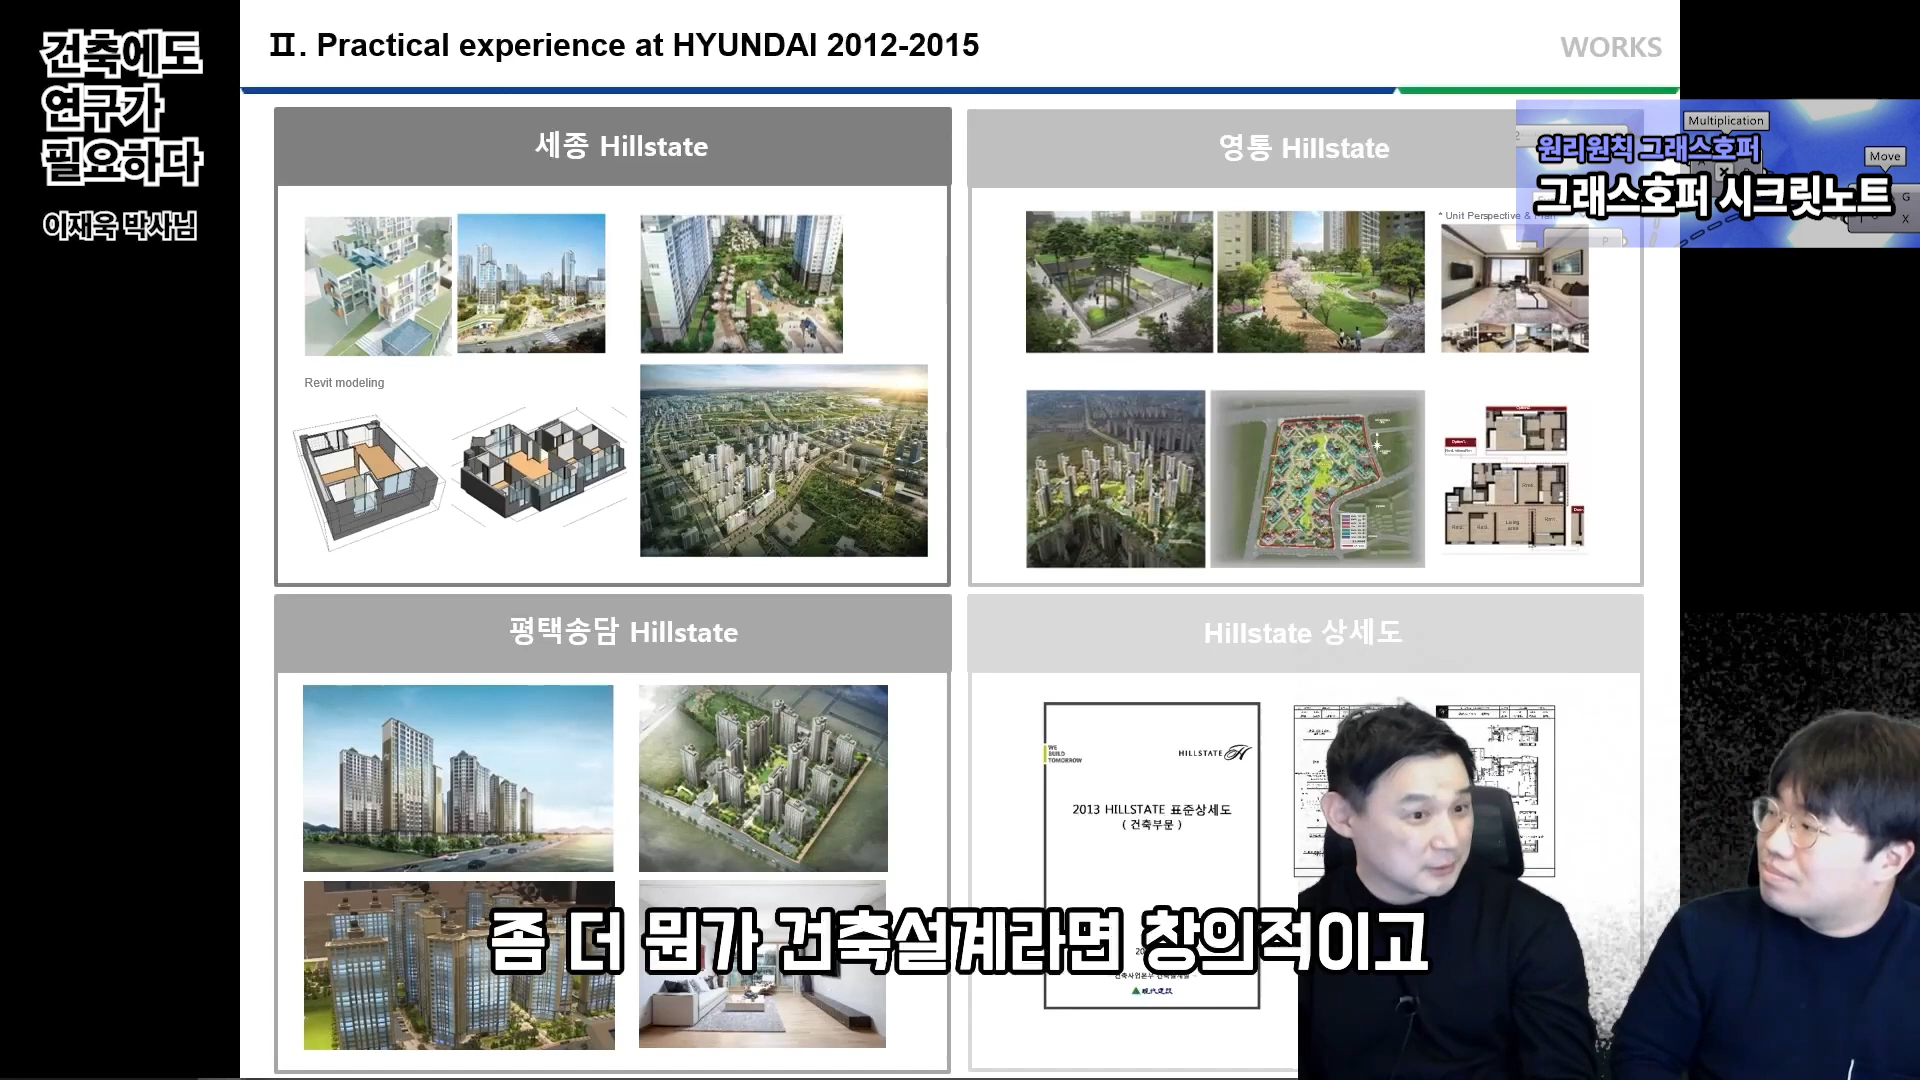 건축에도
연구가
필요하다
이재욱 박사님
Ⅱ. Practical experience at HYUNDAI 2012-2015
WORKS
Multiplication
Move
원리원칙 그래스호퍼
그래스호퍼 시크릿노트
세종 Hillstate
영통 Hillstate
* Unit Perspective & Plan
Revit modeling
평택송담 Hillstate
Hillstate 상세도
WE
BUILD
TOMORROW
HILLSTATE
2013 HILLSTATE 표준상세도
( 건축부문 )
좀 더 뭔가 건축설계라면 창의적이고